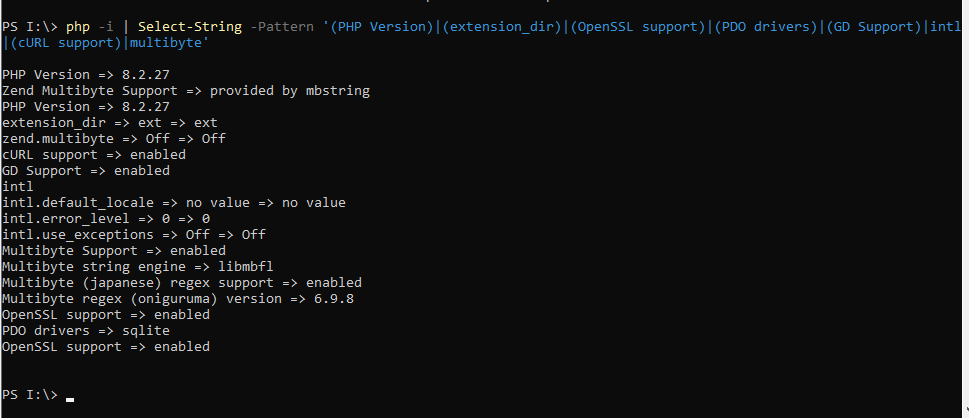 PS I:\> php -i | Select-String -Pattern '(PHP Version)|(extension_dir)|(OpenSSL support)|(PDO drivers)|(GD Support)|intl
|(cURL support)|multibyte'
PHP Version => 8.2.27
Zend Multibyte Support => provided by mbstring
PHP Version => 8.2.27
extension_dir => ext => ext
zend.multibyte => Off => Off
cURL support => enabled
GD Support => enabled
intl
intl.default_locale => no value => no value
intl.error_level => 0 => 0
intl.use_exceptions => Off => Off
Multibyte Support => enabled
Multibyte string engine => libmbfl
Multibyte (japanese) regex support => enabled
Multibyte regex (oniguruma) version => 6.9.8
OpenSSL support => enabled
PDO drivers => sqlite
OpenSSL support => enabled
PS I:\>